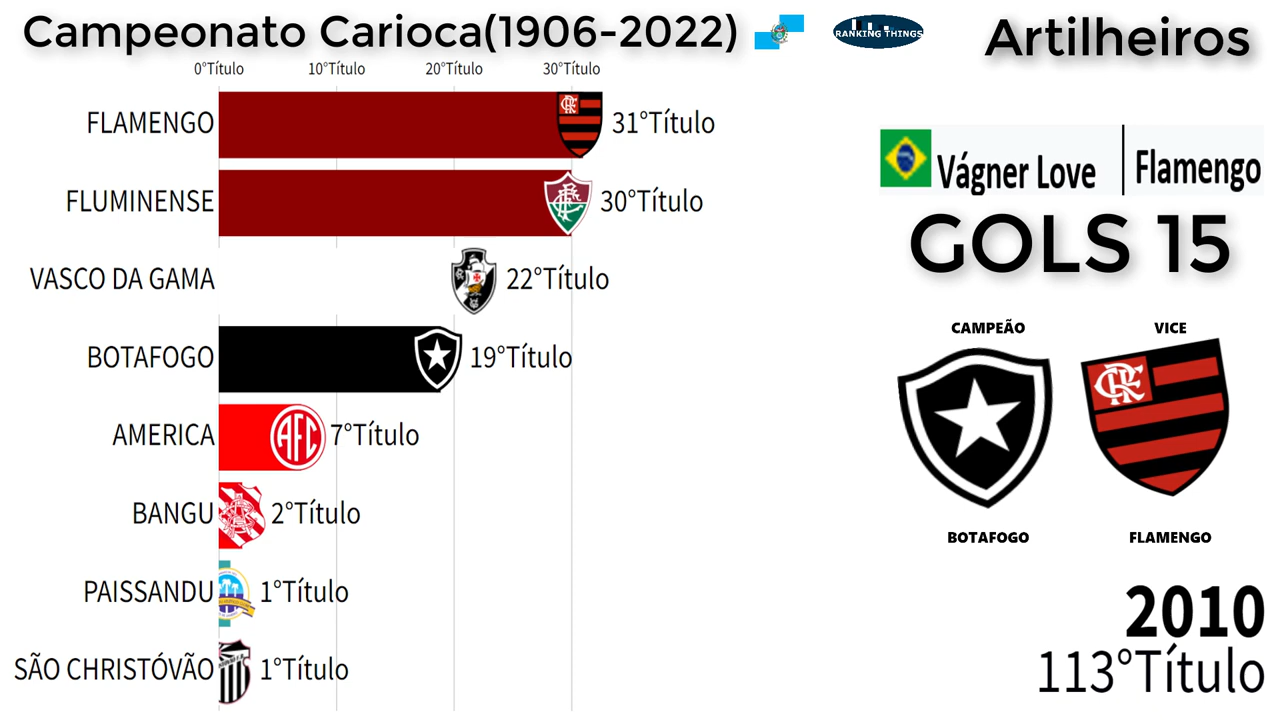 Campeonato Carioca(1906-2022)
RANKING THINGS
Artilheiros
0°Título 10°Título 20°Título 30°Título
FLAMENGO 31°Título
FLUMINENSE 30°Título
VASCO DA GAMA 22°Título
BOTAFOGO 19°Título
AMERICA AFC 7°Título
BANGU 2°Título
PAISSANDU 1°Título
SÃO CHRISTÓVÃO 1°Título
Vágner Love | Flamengo
GOLS 15
CAMPEÃO VICE
BOTAFOGO FLAMENGO
2010
113°Título